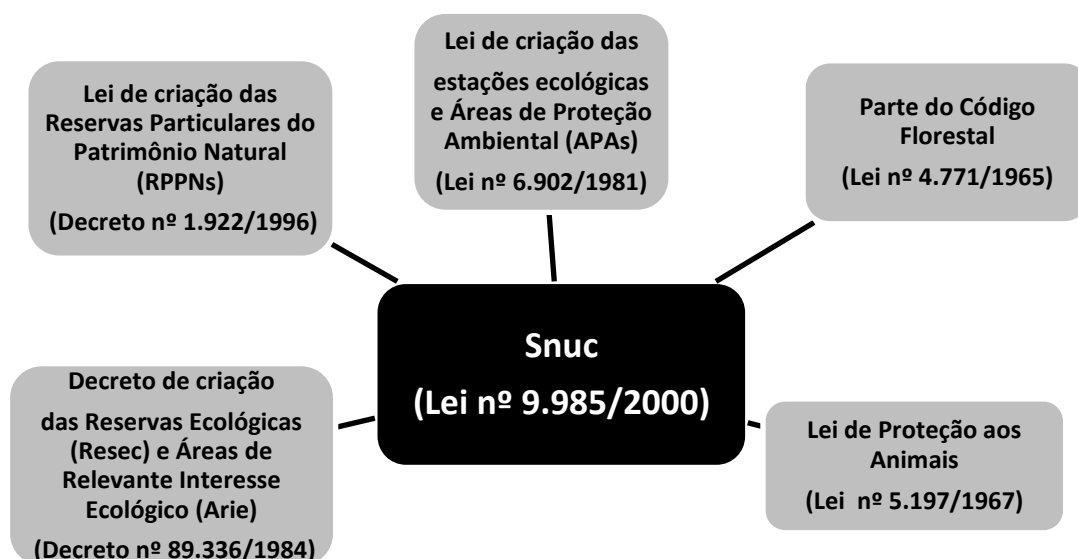 Lei de criação das
Reservas Particulares do
Patrimônio Natural
(RPPNs)
(Decreto nº 1.922/1996)
Lei de criação das
estações ecológicas
e Áreas de Proteção
Ambiental (APAs)
(Lei nº 6.902/1981)
Parte do Código
Florestal
(Lei nº 4.771/1965)
Snuc
(Lei nº 9.985/2000)
Decreto de criação
das Reservas Ecológicas
(Resec) e Áreas de
Relevante Interesse
Ecológico (Arie)
(Decreto nº 89.336/1984)
Lei de Proteção aos
Animais
(Lei nº 5.197/1967)